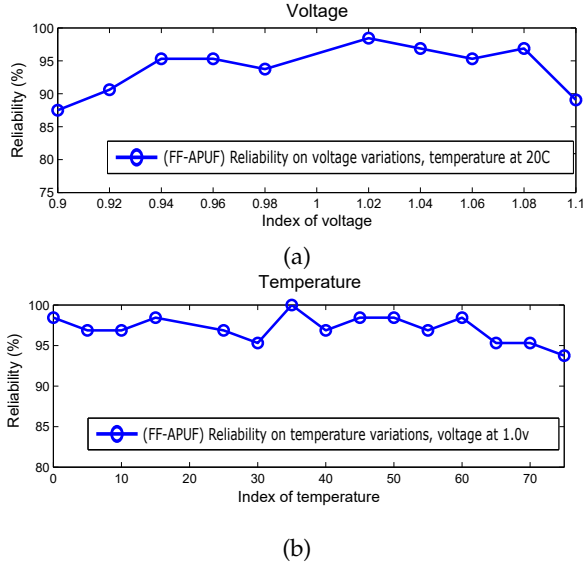 Voltage
100
95
90
85
80
75
Reliability (%)
(FF-APUF) Reliability on voltage variations, temperature at 20C
0.9 0.92 0.94 0.96 0.98 1 1.02 1.04 1.06 1.08 1.1
Index of voltage
(a)
Temperature
100
95
90
85
80
Reliability (%)
(FF-APUF) Reliability on temperature variations, voltage at 1.0v
0 10 20 30 40 50 60 70
Index of temperature
(b)